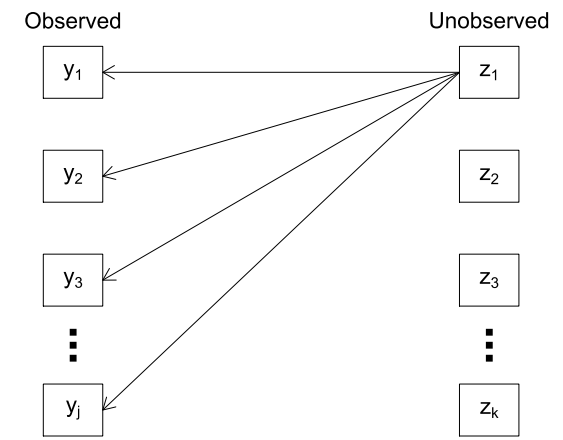 Observed Unobserved
y₁ z₁
y₂ z₂
y₃ z₃
yⱼ zₖ